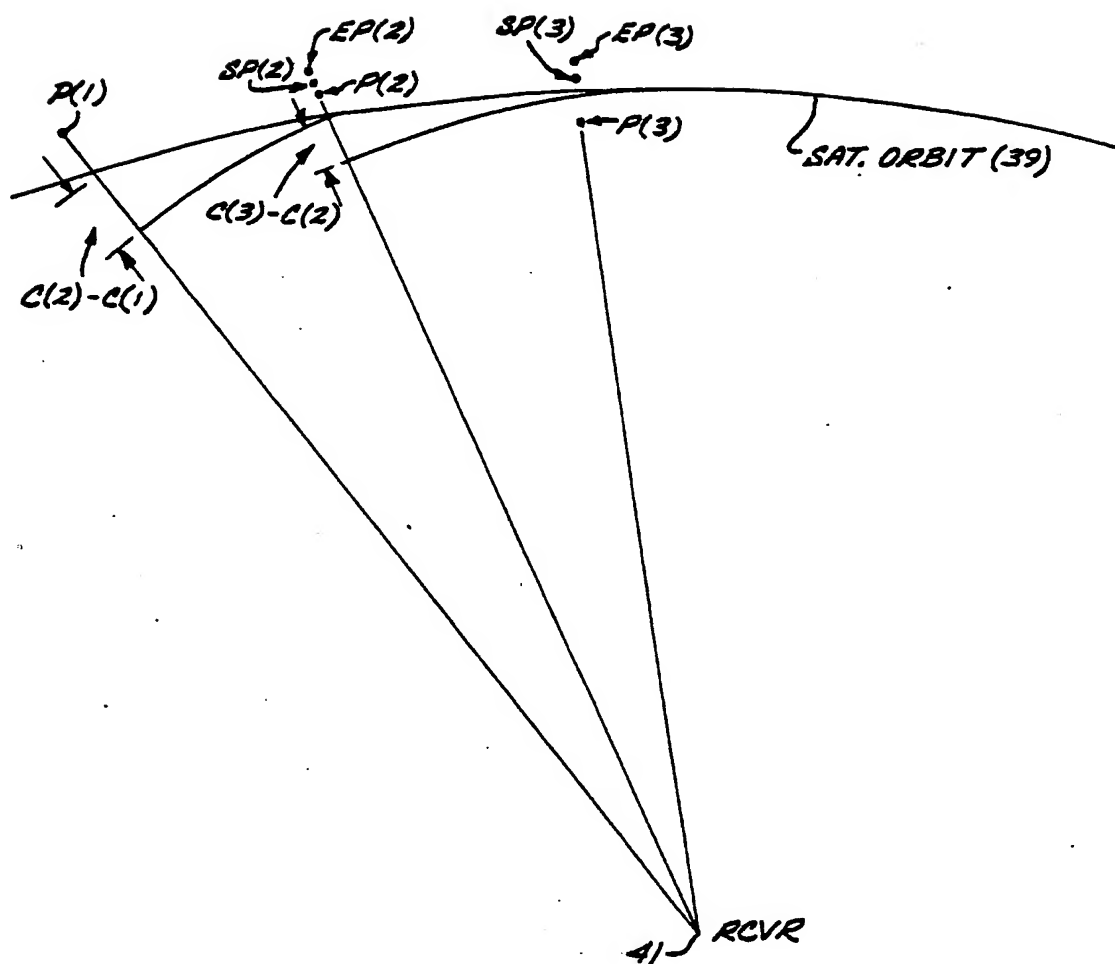 EP(2)
SP(3)
EP(3)
SP(2)
P(2)
P(1)
P(3)
SAT. ORBIT (39)
C(3)-C(2)
C(2)-C(1)
RCVR
41